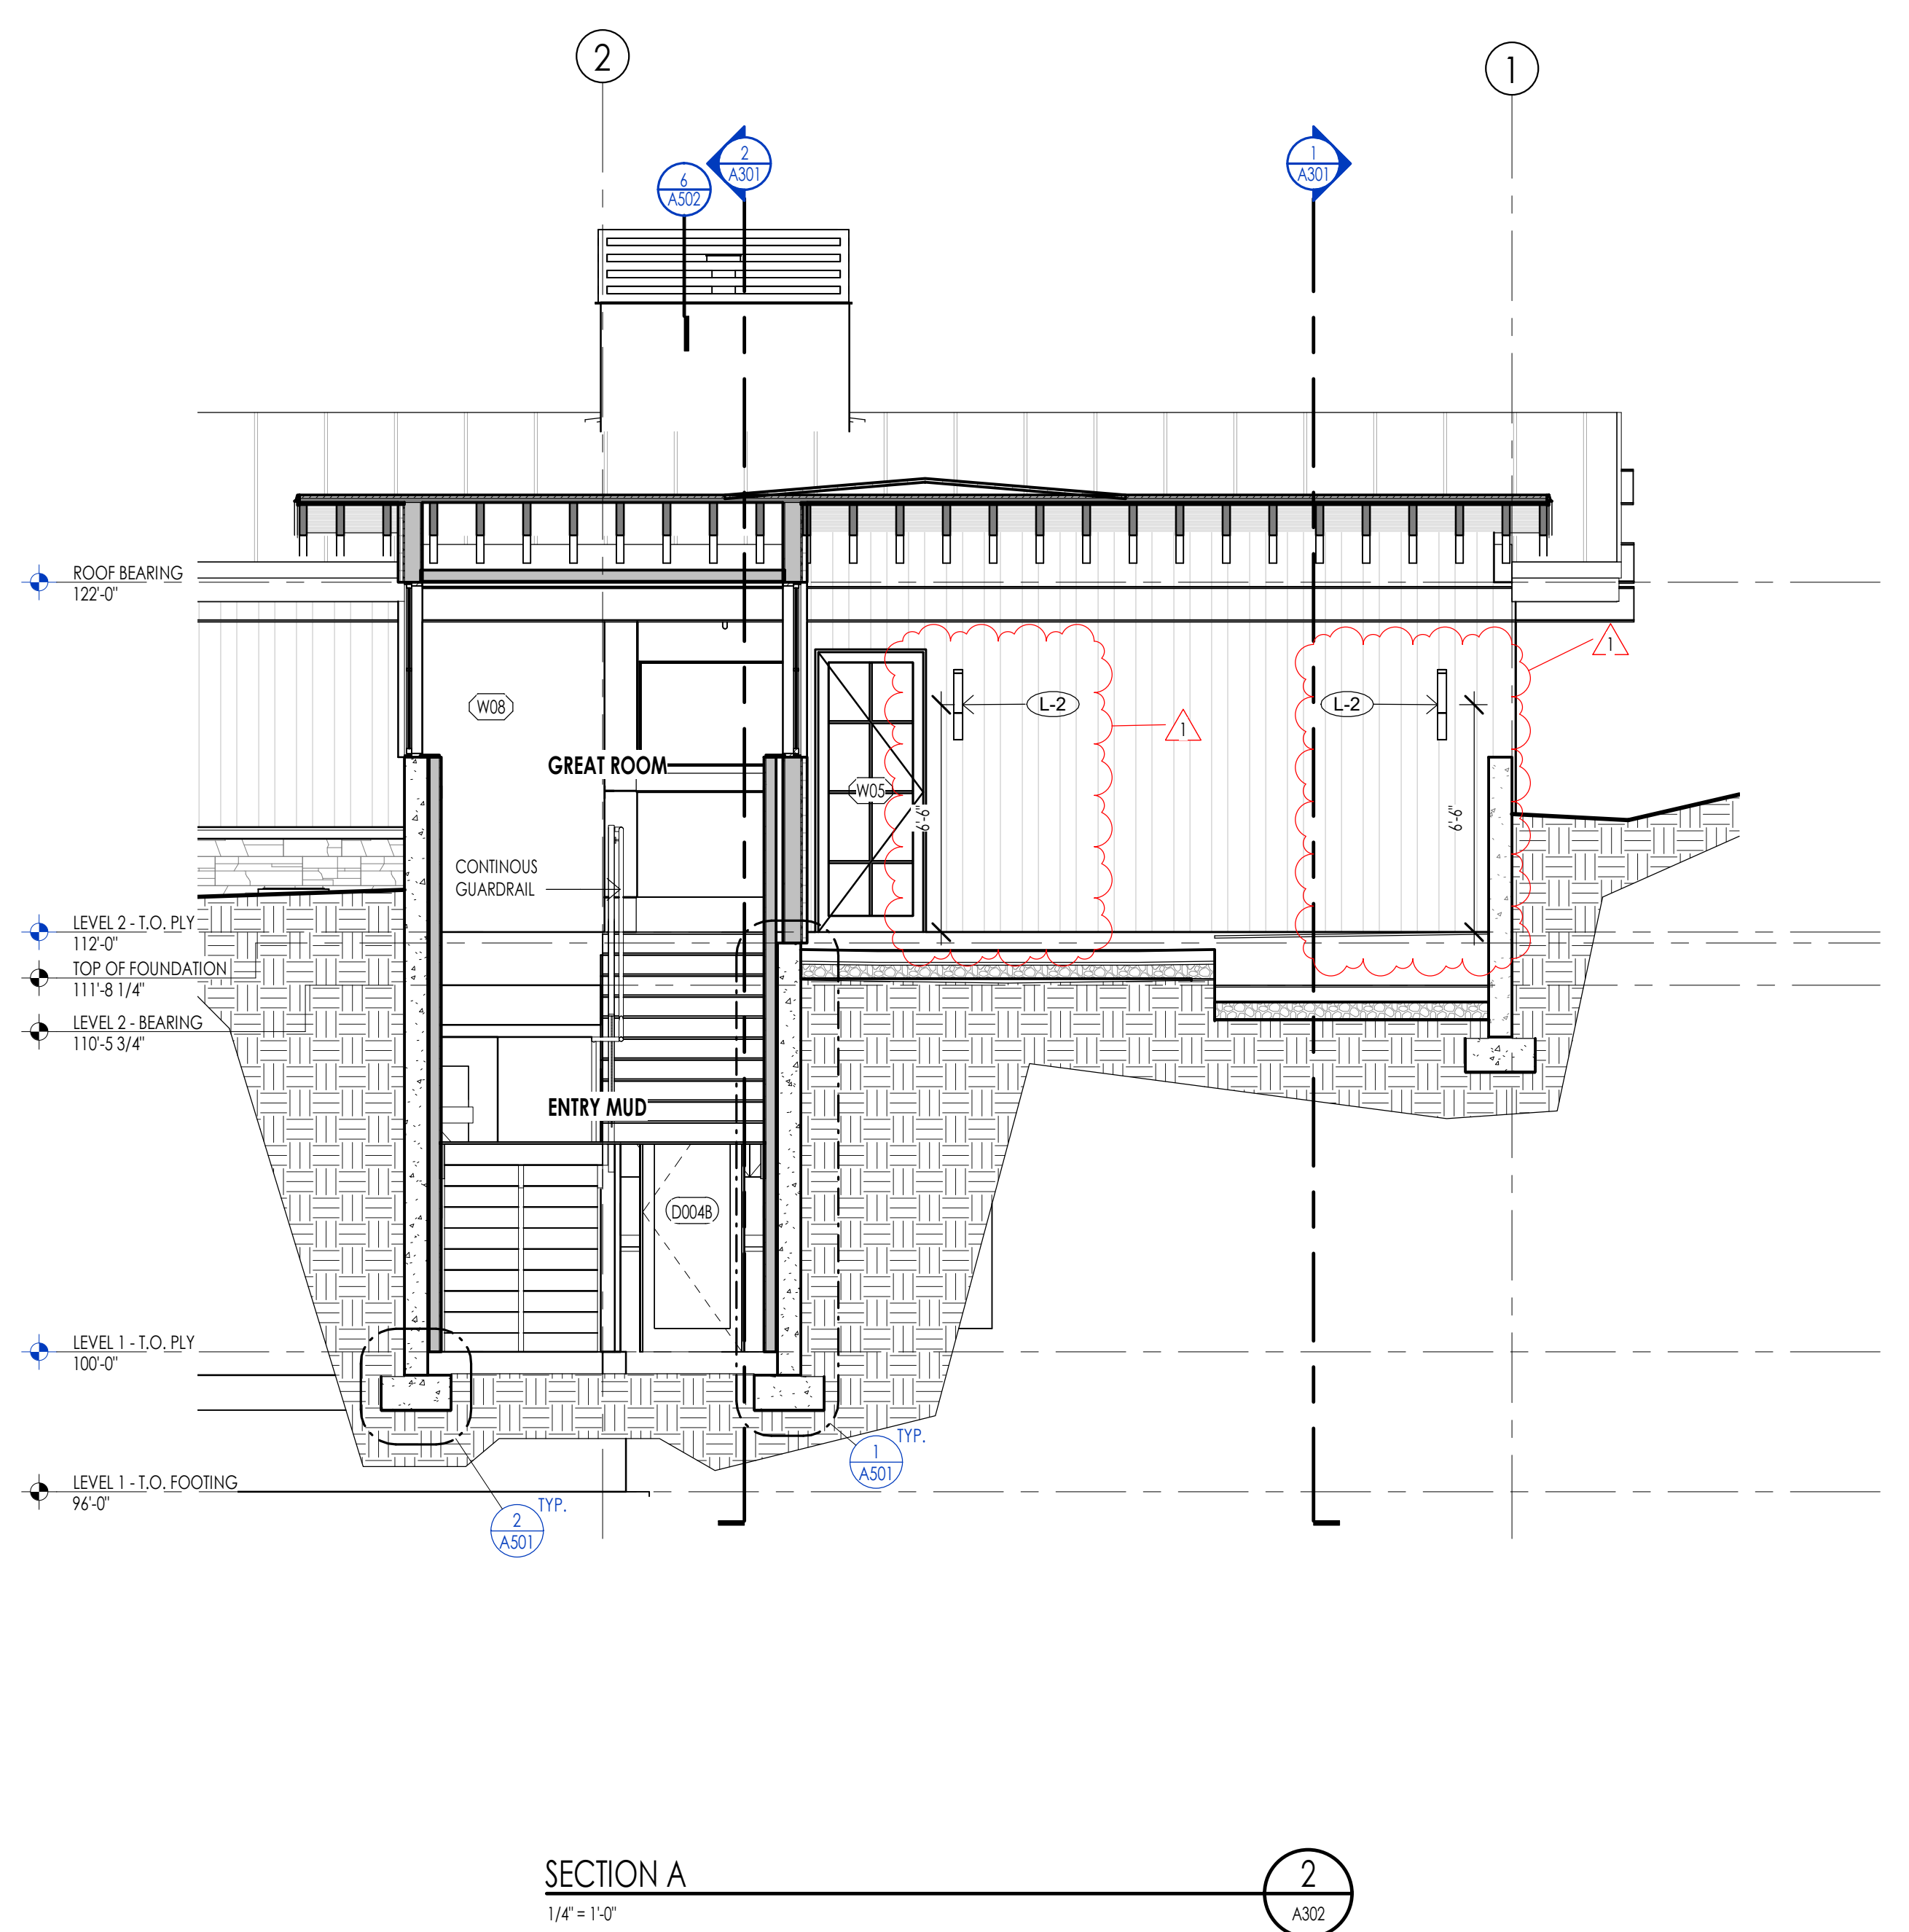 2
1
2
A301
1
A301
6
A502
ROOF BEARING
122'-0"
1
L-2
L-2
W08
1
GREAT ROOM
W05
6'-6"
6'-6"
CONTINOUS
GUARDRAIL
LEVEL 2 - T.O. PLY
112'-0"
TOP OF FOUNDATION
111'-8 1/4"
LEVEL 2 - BEARING
110'-5 3/4"
ENTRY MUD
D004B
LEVEL 1 - T.O. PLY
100'-0"
TYP.
1
A501
LEVEL 1 - T.O. FOOTING
96'-0"
TYP.
2
A501
SECTION A
1/4" = 1'-0"
2
A302